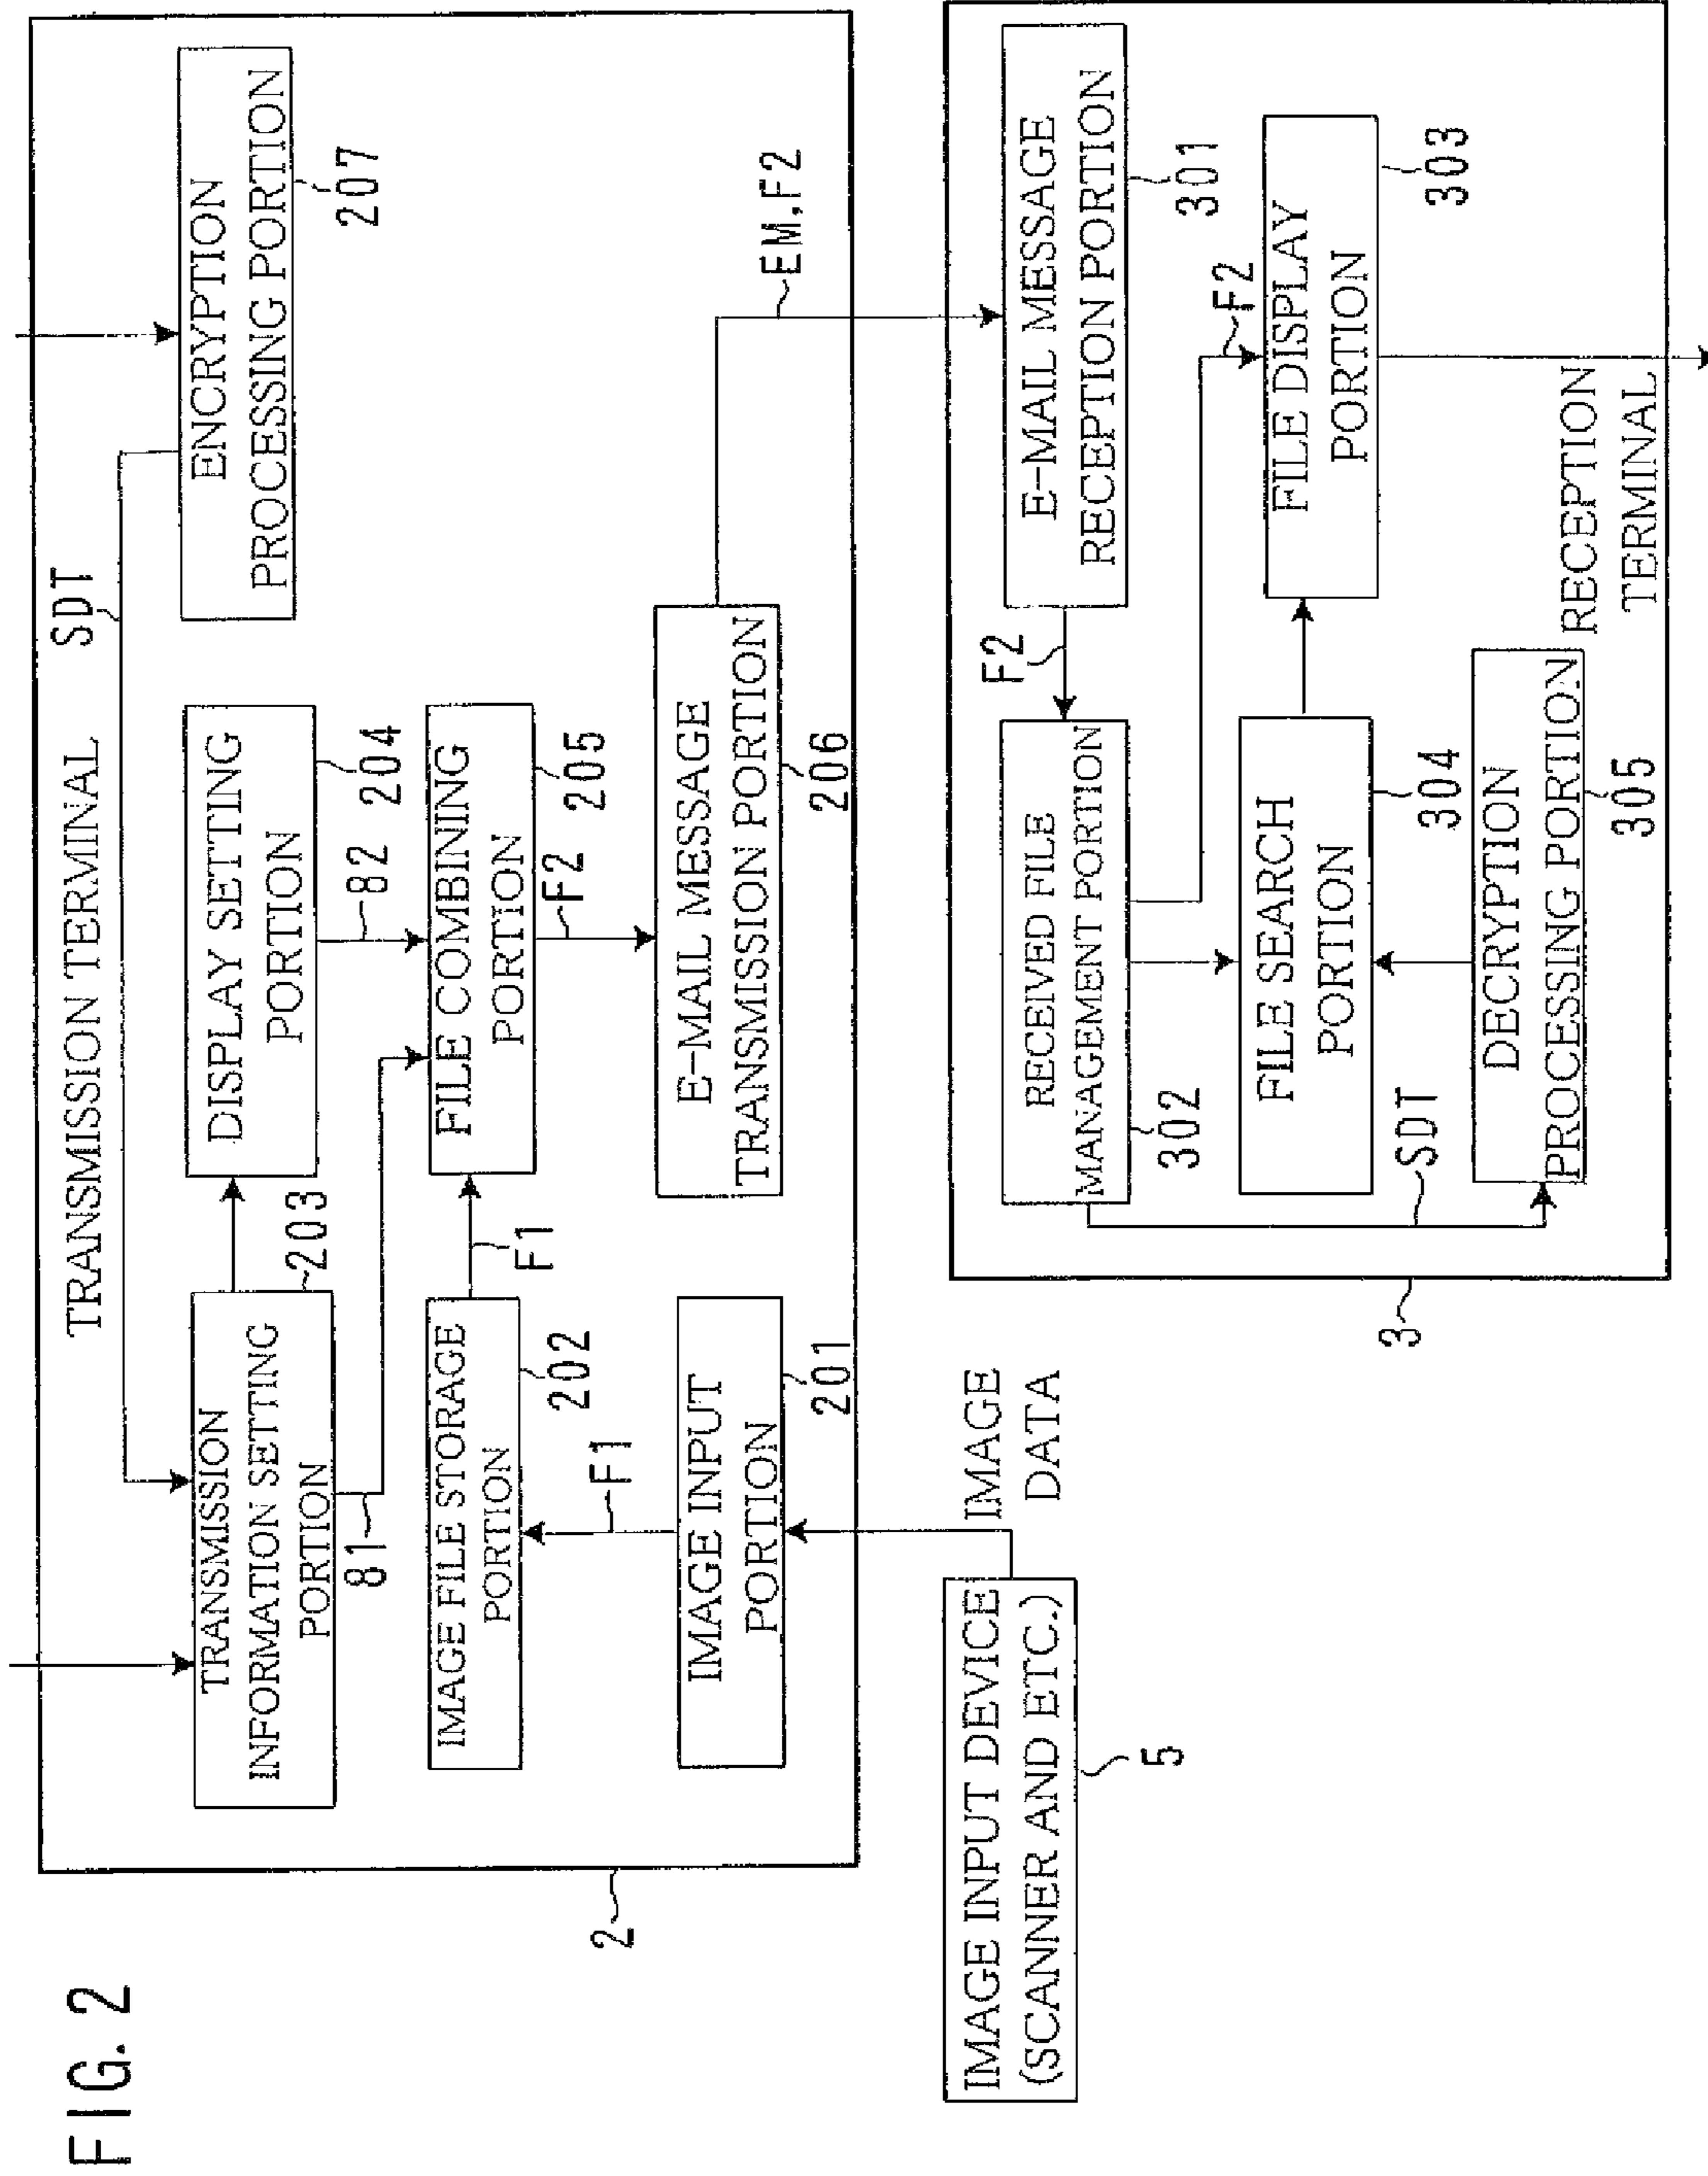 FIG. 2
TRANSMISSION TERMINAL
SDT
TRANSMISSION
INFORMATION SETTING
PORTION
203
DISPLAY SETTING
PORTION
204
ENCRYPTION
PROCESSING PORTION
207
81
82
IMAGE FILE STORAGE
PORTION
202
F1
FILE COMBINING
PORTION
205
F1
F2
IMAGE INPUT
PORTION
201
E-MAIL MESSAGE
TRANSMISSION PORTION
206
EM,F2
2
IMAGE INPUT DEVICE
(SCANNER AND ETC.)
5
IMAGE
DATA
RECEIVED FILE
MANAGEMENT PORTION
302
F2
E-MAIL MESSAGE
RECEPTION PORTION
301
F2
FILE SEARCH
PORTION
304
FILE DISPLAY
PORTION
303
SDT
DECRYPTION
PROCESSING PORTION
305
RECEPTION
TERMINAL
3